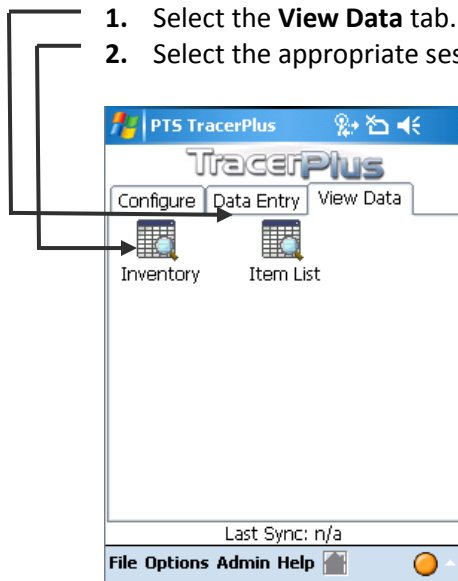 1. Select the View Data tab.
2. Select the appropriate
PTS TracerPlus
TracerPlus
Configure Data Entry View Data
Inventory Item List
Last Sync: n/a
File Options Admin Help